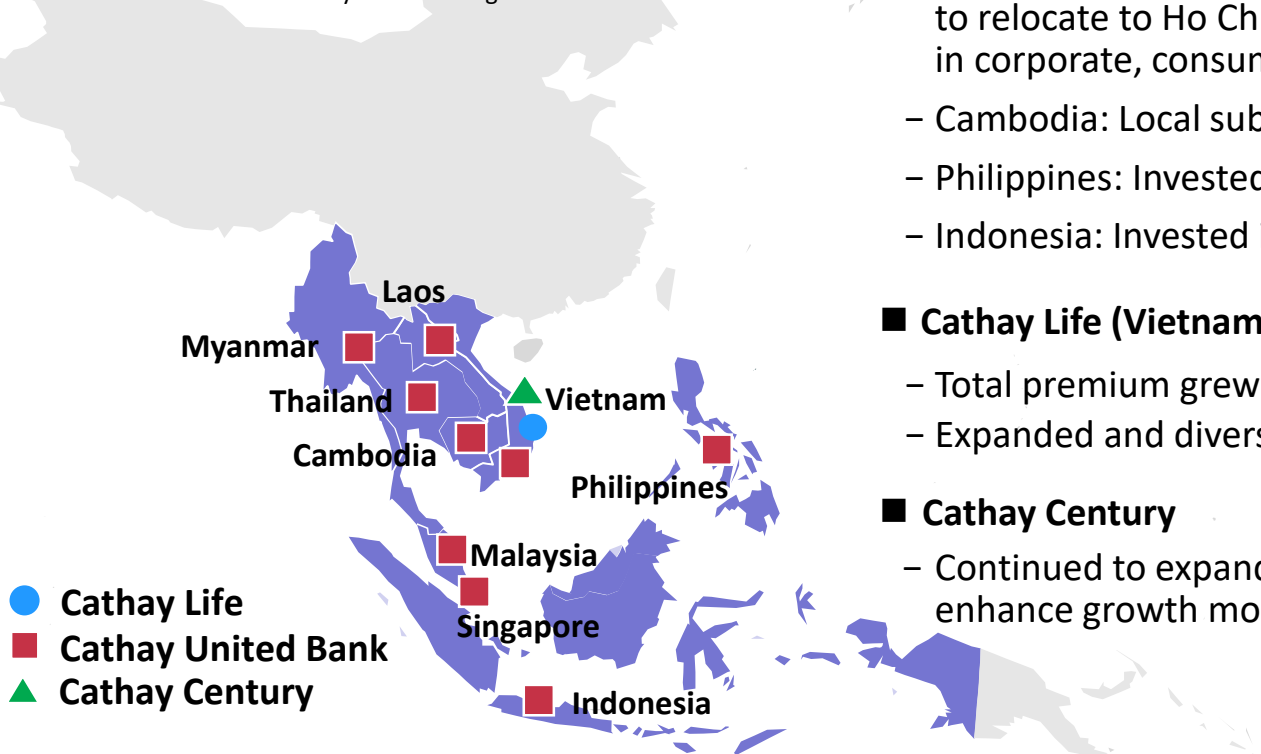 to relocate to Ho Ch
in corporate, consum
– Cambodia: Local sub
– Philippines: Invested
– Indonesia: Invested
■ Cathay Life (Vietnam
– Total premium grew
– Expanded and divers
■ Cathay Century
– Continued to expand
enhance growth mo
Laos
Myanmar
Thailand
Vietnam
Cambodia
Philippines
Malaysia
Singapore
Indonesia
Cathay Life
Cathay United Bank
Cathay Century